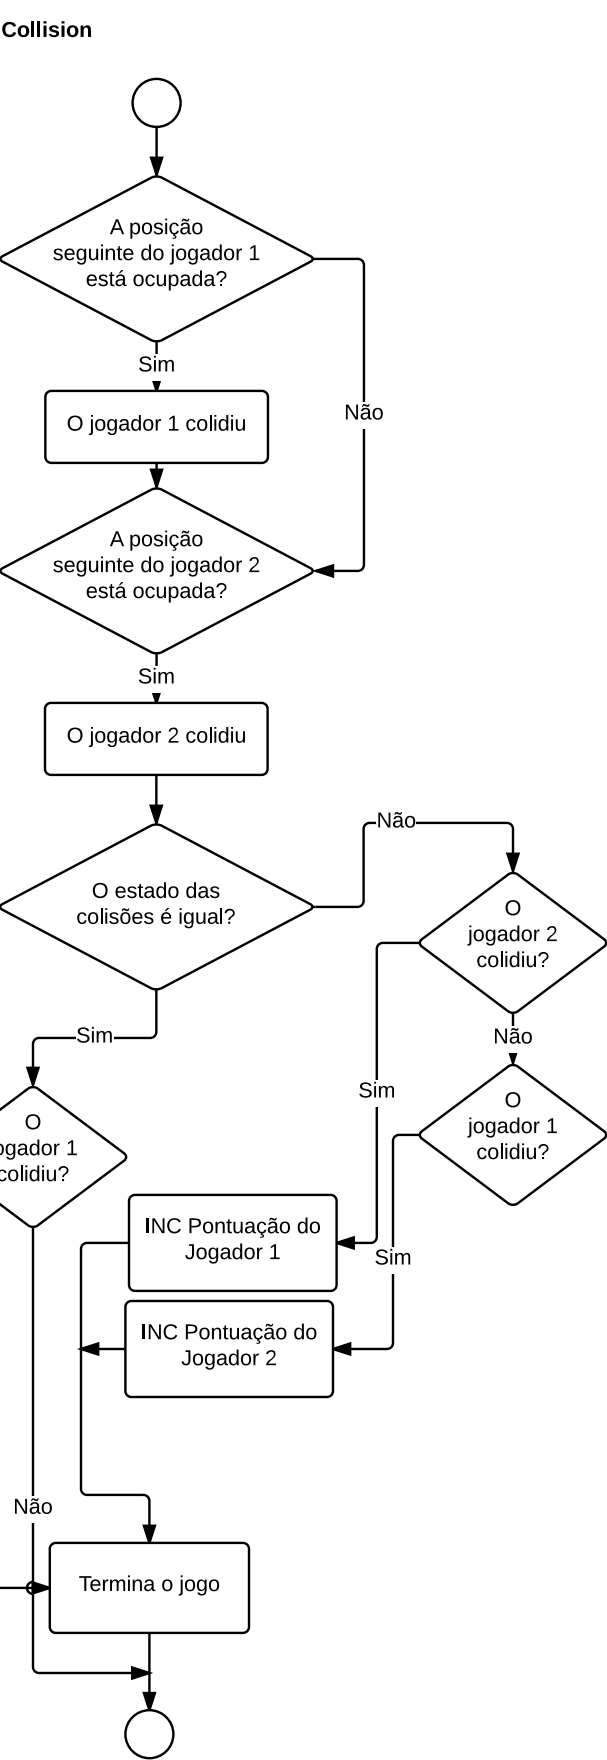 Collision
A posição
seguinte do jogador 1
está ocupada?
Sim
Não
O jogador 1 colidiu
A posição
seguinte do jogador 2
está ocupada?
Sim
O jogador 2 colidiu
Não
O estado das
colisões é igual?
O
jogador 2
colidiu?
Sim
Não
Sim
O
jogador 1
colidiu?
O
ogador 1
colidiu?
INC Pontuação do
Jogador 1
Sim
INC Pontuação do
Jogador 2
Não
Termina o jogo